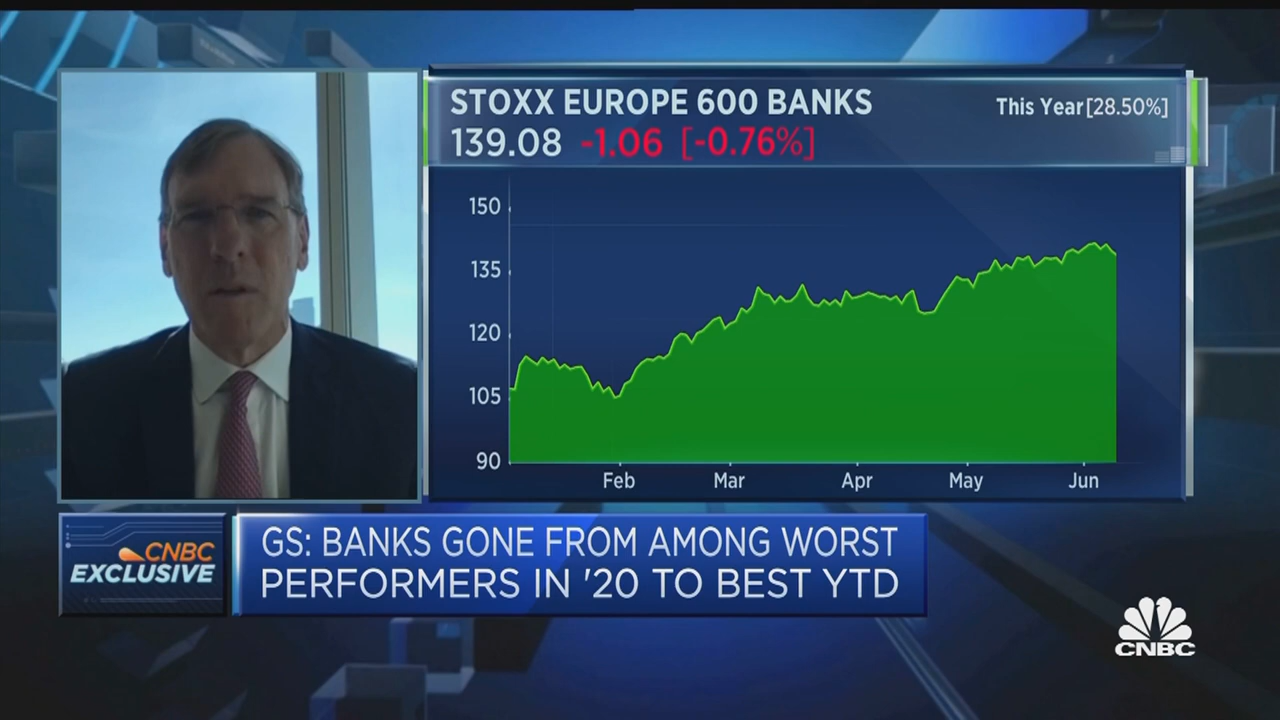 STOXX EUROPE 600 BANKS
This Year[28.50%]
139.08 -1.06 [-0.76%]
150
135
120
105
90
Feb Mar Apr May Jun
CNBC
EXCLUSIVE
GS: BANKS GONE FROM AMONG WORST
PERFORMERS IN '20 TO BEST YTD
CNBC